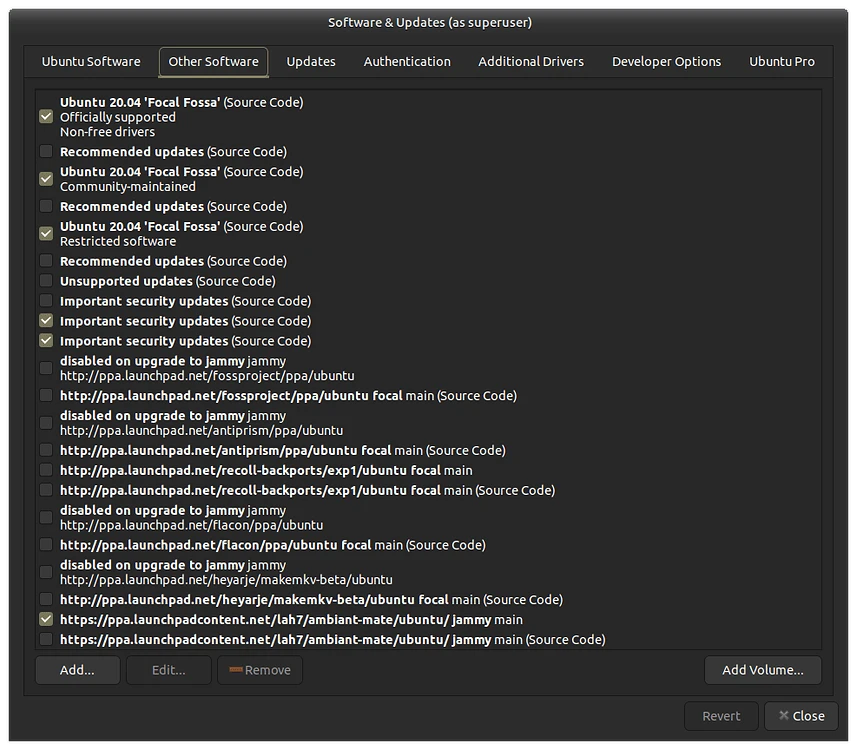 Software & Updates (as superuser)
Ubuntu Software
Other Software
Updates
Authentication
Additional Drivers
Developer Options
Ubuntu Pro
Ubuntu 20.04 'Focal Fossa' (Source Code)
Officially supported
Non-free drivers
Recommended updates (Source Code)
Ubuntu 20.04 'Focal Fossa' (Source Code)
Community-maintained
Recommended updates (Source Code)
Ubuntu 20.04 'Focal Fossa' (Source Code)
Restricted software
Recommended updates (Source Code)
Unsupported updates (Source Code)
Important security updates (Source Code)
Important security updates (Source Code)
Important security updates (Source Code)
disabled on upgrade to jammy jammy
http://ppa.launchpad.net/fossproject/ppa/ubuntu
http://ppa.launchpad.net/fossproject/ppa/ubuntu focal main (Source Code)
disabled on upgrade to jammy jammy
http://ppa.launchpad.net/antiprism/ppa/ubuntu
http://ppa.launchpad.net/antiprism/ppa/ubuntu focal main (Source Code)
http://ppa.launchpad.net/recoll-backports/exp1/ubuntu focal main
http://ppa.launchpad.net/recoll-backports/exp1/ubuntu focal main (Source Code)
disabled on upgrade to jammy jammy
http://ppa.launchpad.net/flacon/ppa/ubuntu
http://ppa.launchpad.net/flacon/ppa/ubuntu focal main (Source Code)
disabled on upgrade to jammy jammy
http://ppa.launchpad.net/heyarje/makemkv-beta/ubuntu
http://ppa.launchpad.net/heyarje/makemkv-beta/ubuntu focal main (Source Code)
https://ppa.launchpadcontent.net/lah7/ambiant-mate/ubuntu/ jammy main
https://ppa.launchpadcontent.net/lah7/ambiant-mate/ubuntu/ jammy main (Source Code)
Add...
Edit...
Remove
Add Volume...
Revert
Close